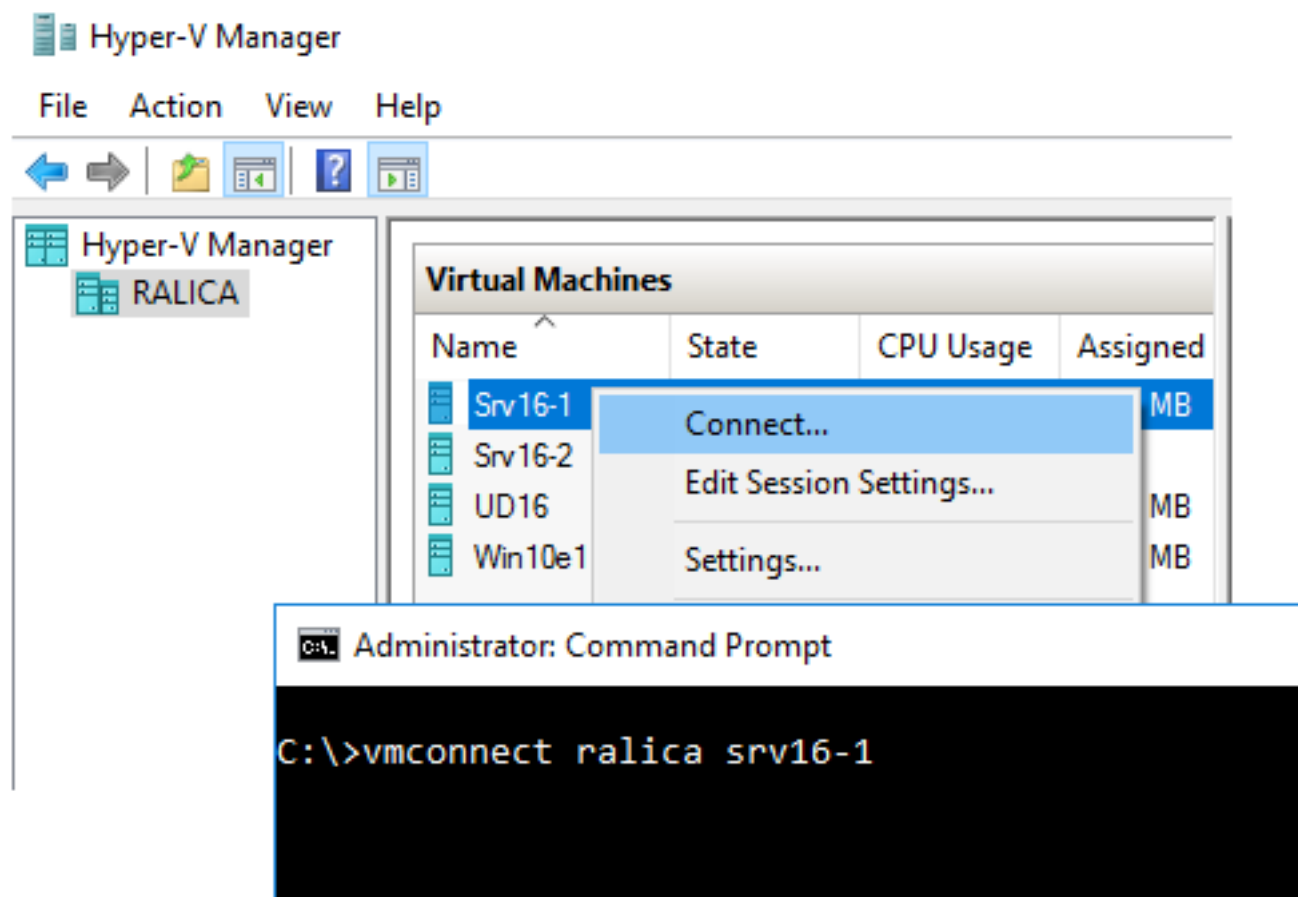 Hyper-V Manager
File Action View Help
Hyper-V Manager
RALICA
Virtual Machines
Name State CPU Usage Assigned
Srv16-1 MB
Connect...
Srv16-2
Edit Session Settings...
UD16 MB
Win10e1 MB
Settings...
Administrator: Command Prompt
C:\>vmconnect ralica srv16-1